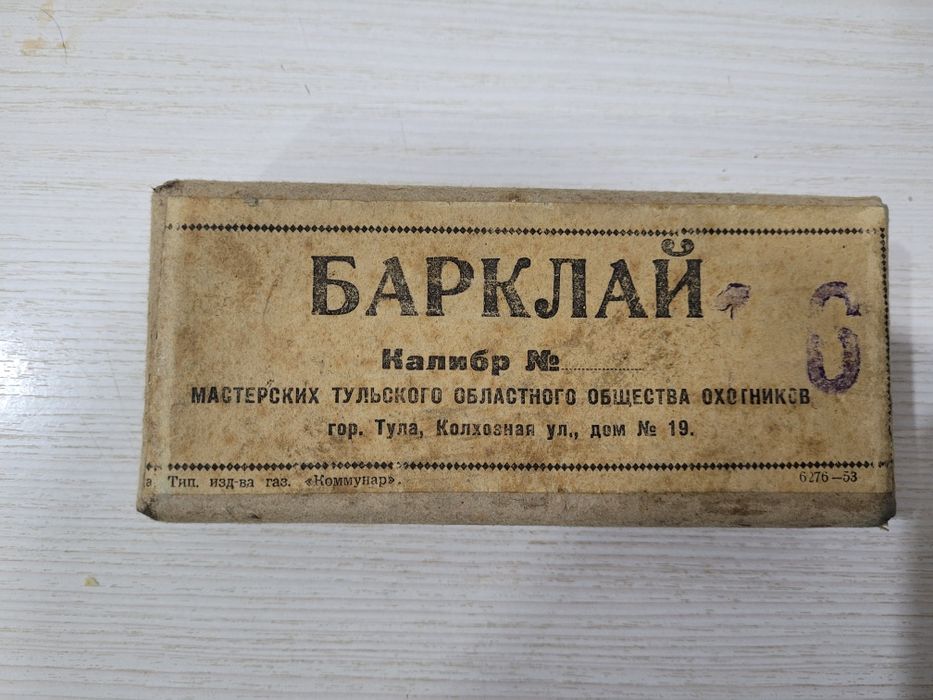 БАРКЛАЙ
Калибр №
МАСТЕРСКИХ ТУЛЬСКОГО ОБЛАСТНОГО ОБЩЕСТВА ОХОТНИКОВ
гор. Тула, Колхозная ул., дом № 19.
Тип. изд-ва газ. «Коммунар».
6276—53